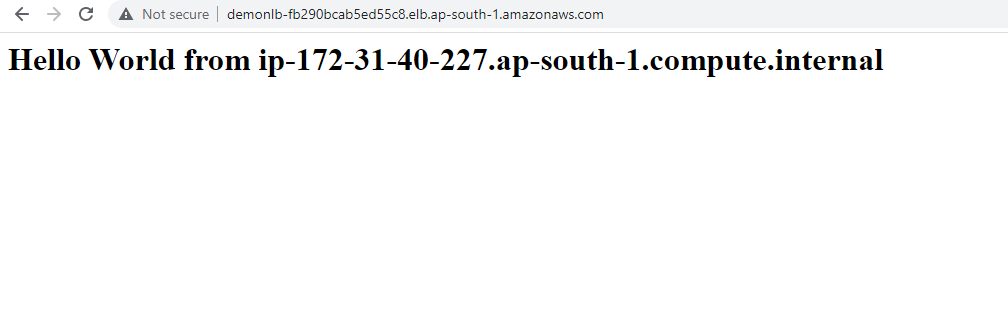 Not secure | demonlb-fb290bcab5ed55c8.elb.ap-south-1.amazonaws.com
Hello World from ip-172-31-40-227.ap-south-1.compute.internal